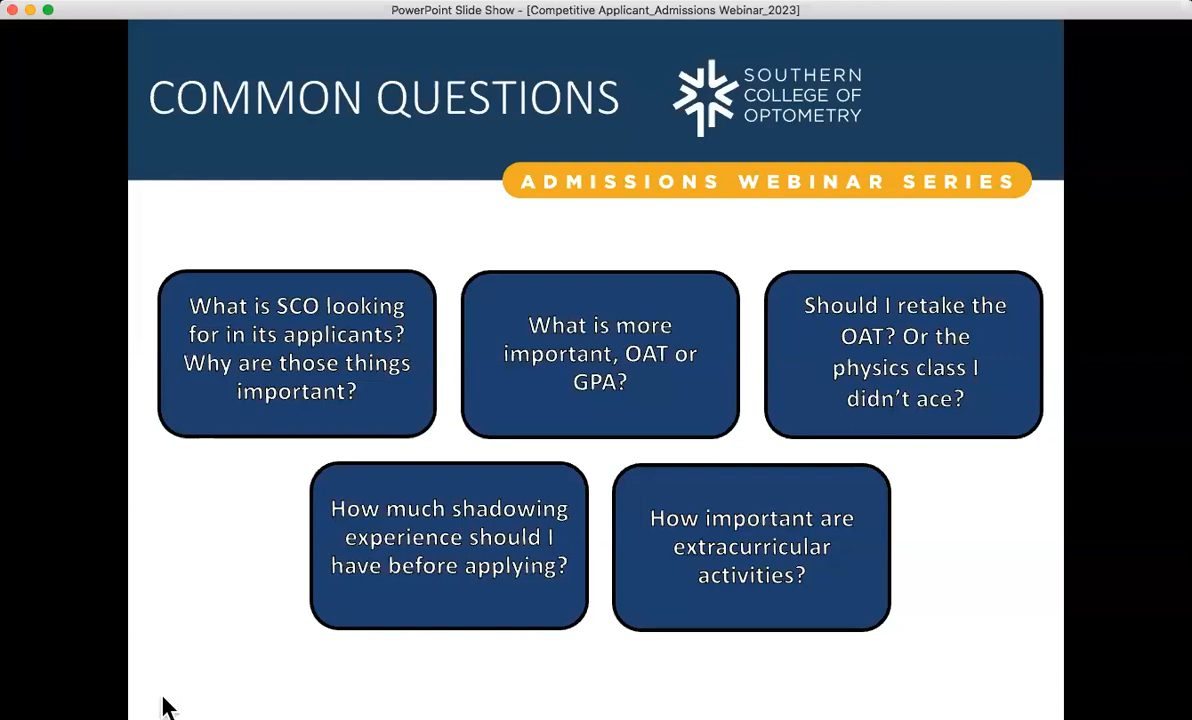 PowerPoint Slide Show - [Competitive Applicant_Admissions Webinar_2023]
COMMON QUESTIONS
SOUTHERN
COLLEGE OF
OPTOMETRY
ADMISSIONS WEBINAR SERIES
What is SCO looking
for in its applicants?
Why are those things
important?
What is more
important, OAT or
GPA?
Should I retake the
OAT? Or the
physics class I
didn't ace?
How much shadowing
experience should I
have before applying?
How important are
extracurricular
activities?